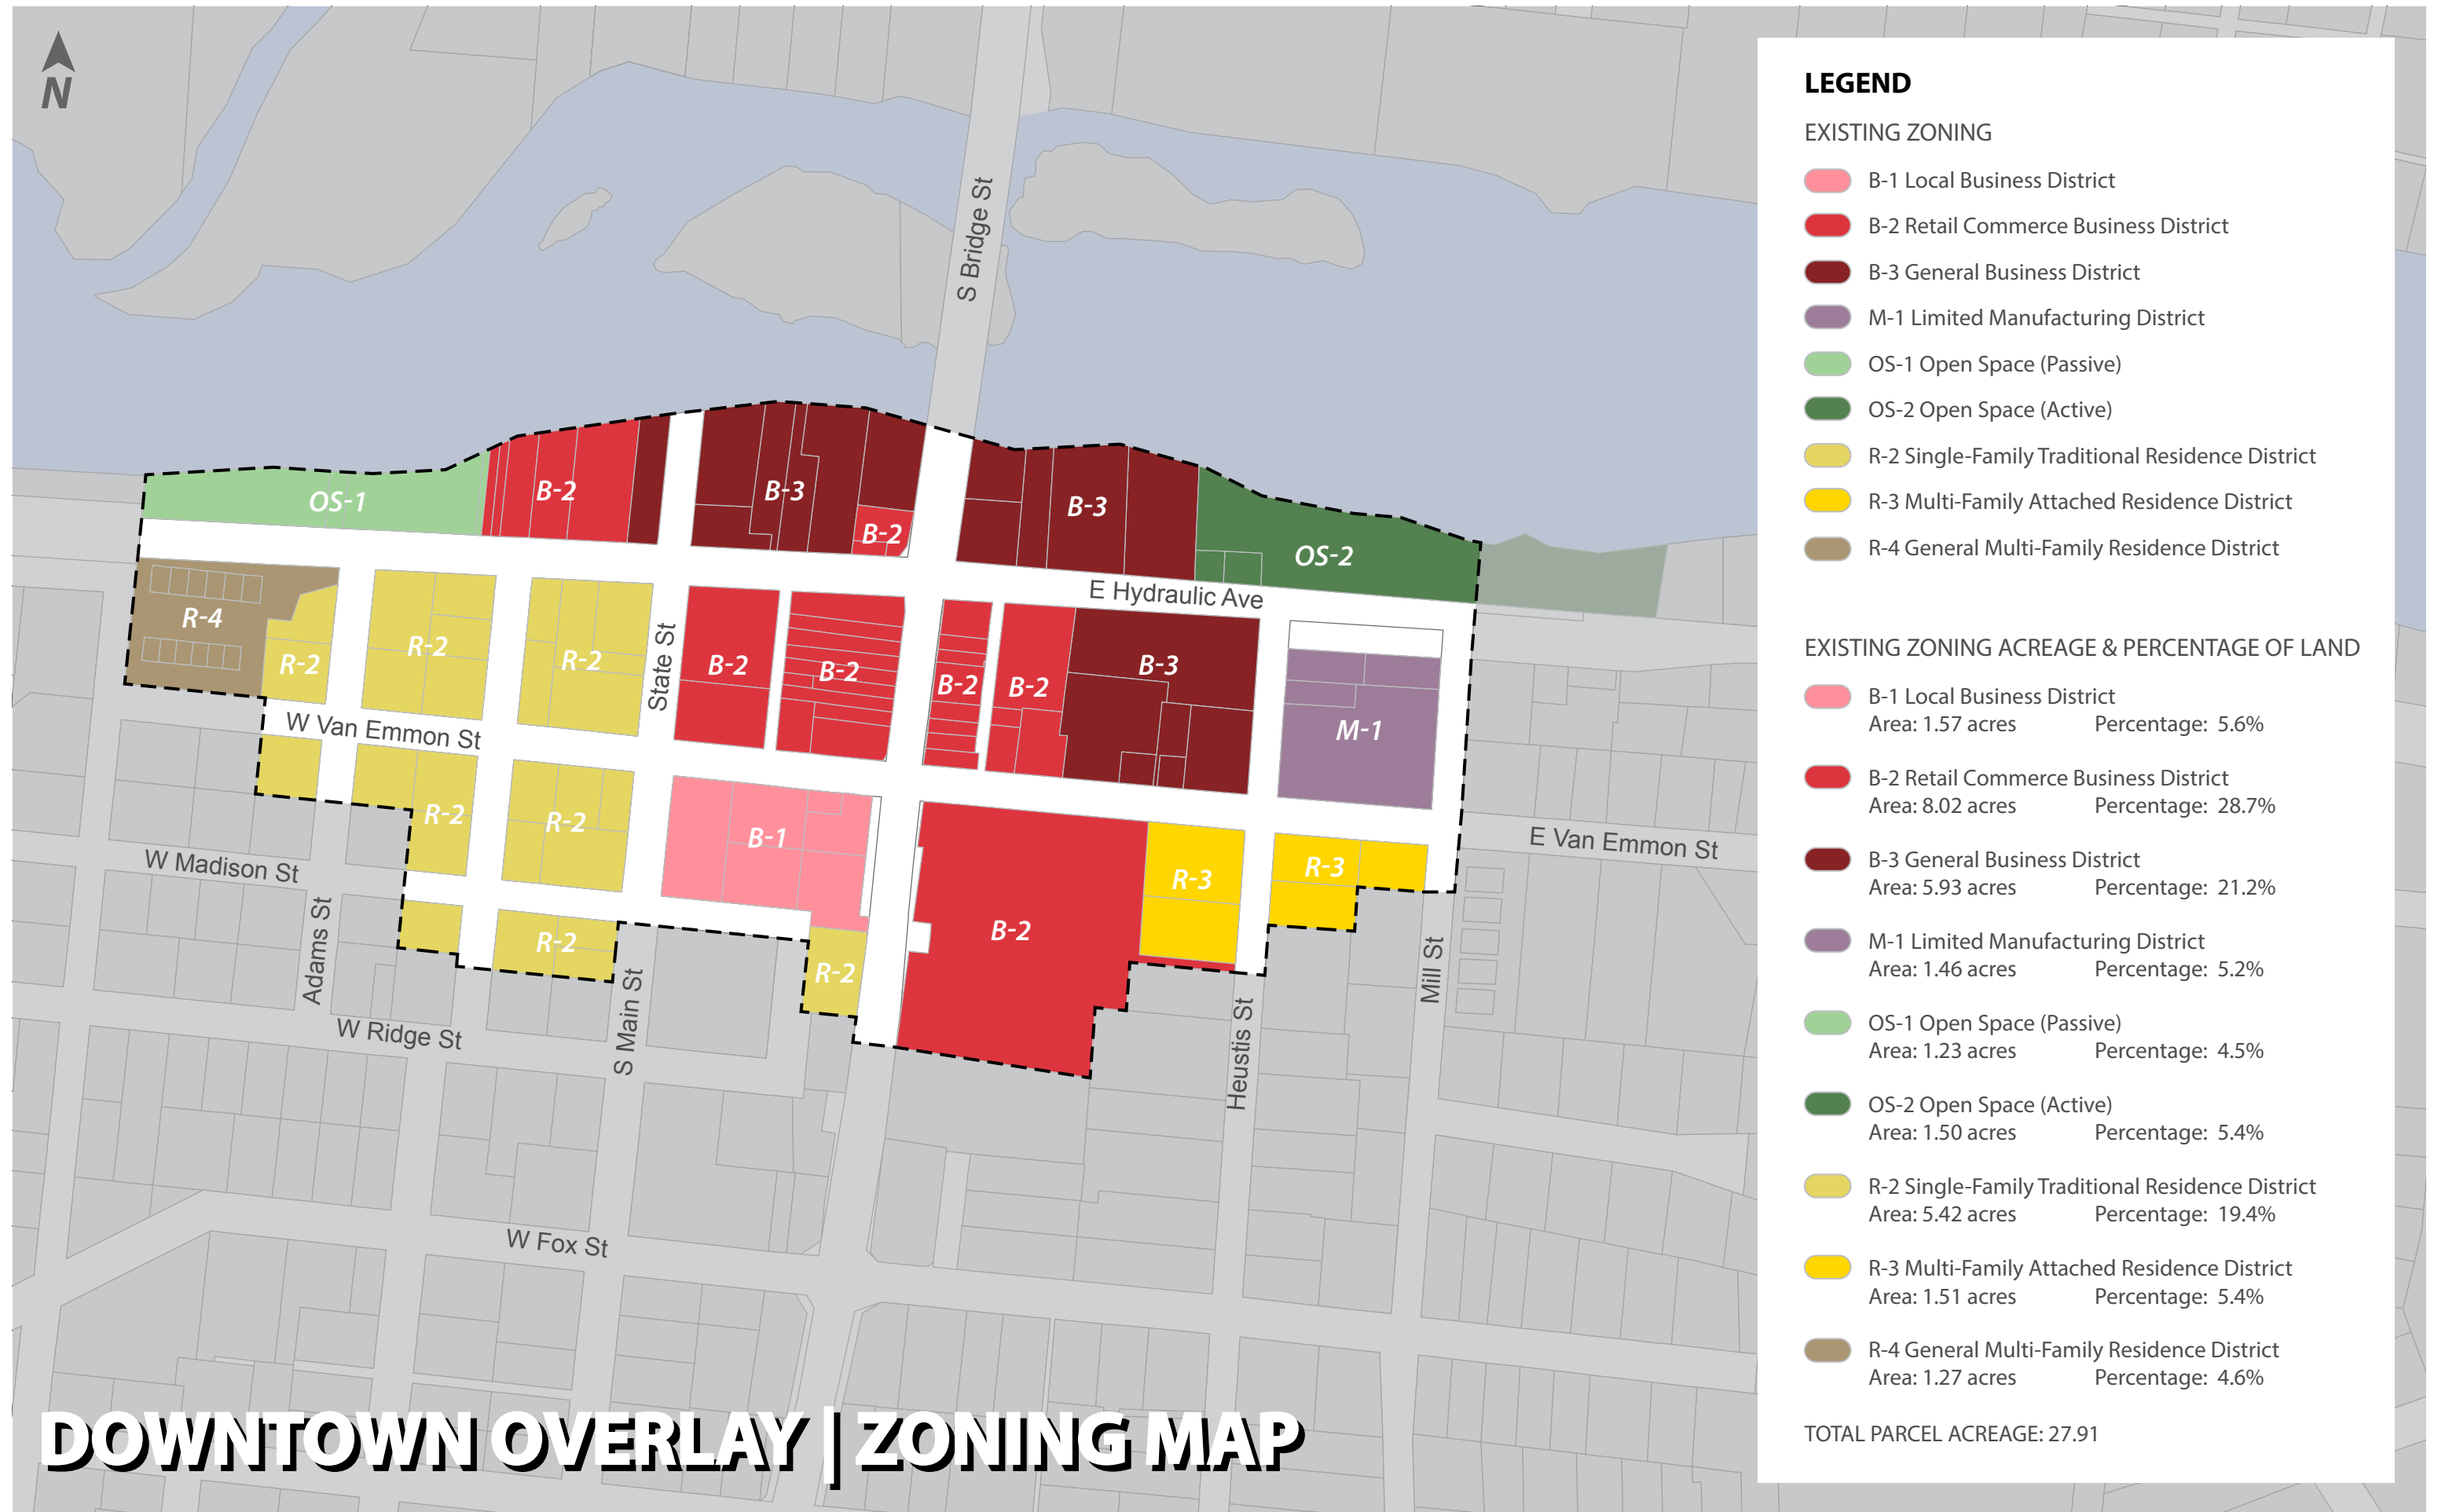 N
S Bridge St
OS-1
B-2
B-3
B-2
B-3
OS-2
E Hydraulic Ave
R-4
R-2
R-2
R-2
State St
B-2
B-2
B-2
B-2
B-3
M-1
W Van Emmon St
R-2
R-2
B-1
B-2
R-3
R-3
E Van Emmon St
W Madison St
Adams St
R-2
R-2
S Main St
W Ridge St
Heustis St
Mill St
W Fox St
DOWNTOWN OVERLAY | ZONING MAP
LEGEND
EXISTING ZONING
B-1 Local Business District
B-2 Retail Commerce Business District
B-3 General Business District
M-1 Limited Manufacturing District
OS-1 Open Space (Passive)
OS-2 Open Space (Active)
R-2 Single-Family Traditional Residence District
R-3 Multi-Family Attached Residence District
R-4 General Multi-Family Residence District
EXISTING ZONING ACREAGE & PERCENTAGE OF LAND
B-1 Local Business District
Area: 1.57 acres Percentage: 5.6%
B-2 Retail Commerce Business District
Area: 8.02 acres Percentage: 28.7%
B-3 General Business District
Area: 5.93 acres Percentage: 21.2%
M-1 Limited Manufacturing District
Area: 1.46 acres Percentage: 5.2%
OS-1 Open Space (Passive)
Area: 1.23 acres Percentage: 4.5%
OS-2 Open Space (Active)
Area: 1.50 acres Percentage: 5.4%
R-2 Single-Family Traditional Residence District
Area: 5.42 acres Percentage: 19.4%
R-3 Multi-Family Attached Residence District
Area: 1.51 acres Percentage: 5.4%
R-4 General Multi-Family Residence District
Area: 1.27 acres Percentage: 4.6%
TOTAL PARCEL ACREAGE: 27.91